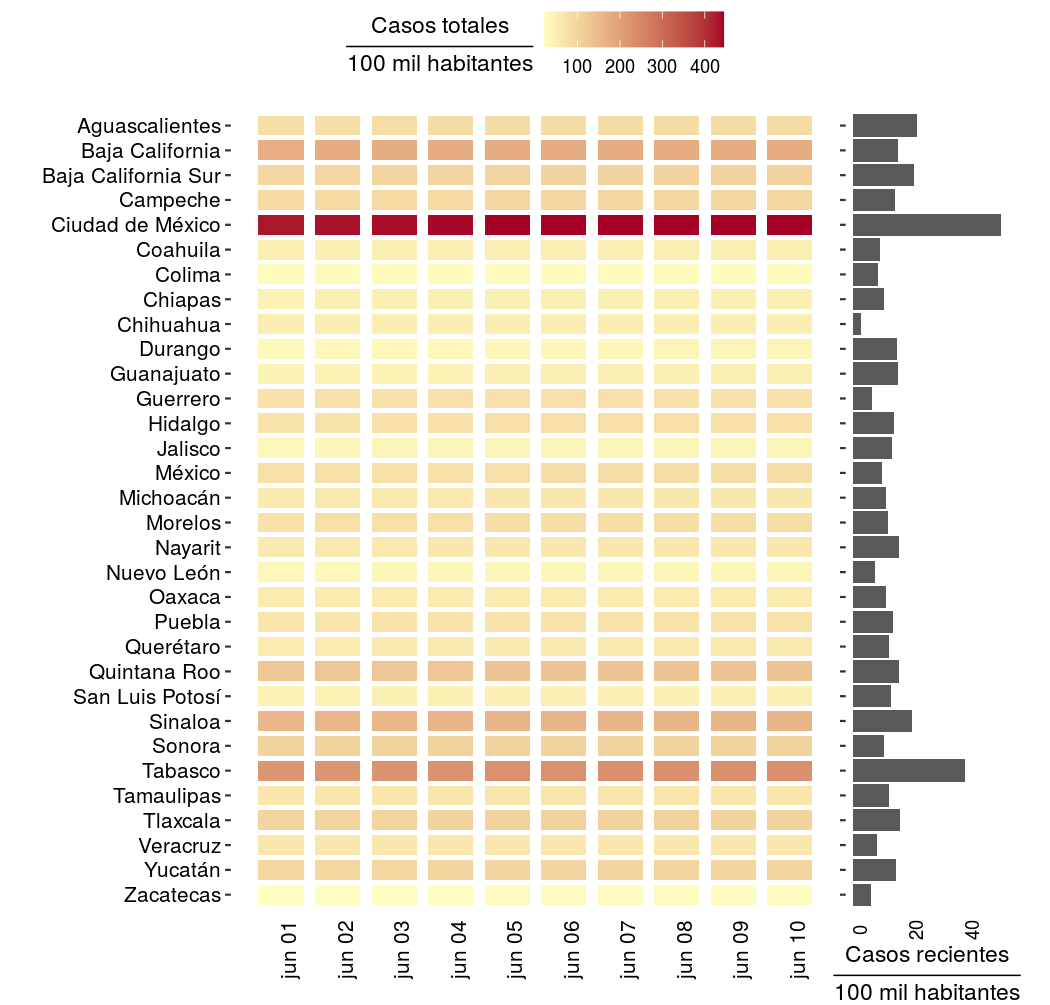 Casos totales
100 mil habitantes
100 200 300 400
Aguascalientes
Baja California
Baja California Sur
Campeche
Ciudad de México
Coahuila
Colima
Chiapas
Chihuahua
Durango
Guanajuato
Guerrero
Hidalgo
Jalisco
México
Michoacán
Morelos
Nayarit
Nuevo León
Oaxaca
Puebla
Querétaro
Quintana Roo
San Luis Potosí
Sinaloa
Sonora
Tabasco
Tamaulipas
Tlaxcala
Veracruz
Yucatán
Zacatecas
jun 01
jun 02
jun 03
jun 04
jun 05
jun 06
jun 07
jun 08
jun 09
jun 10
0
20
40
Casos recientes
100 mil habitantes